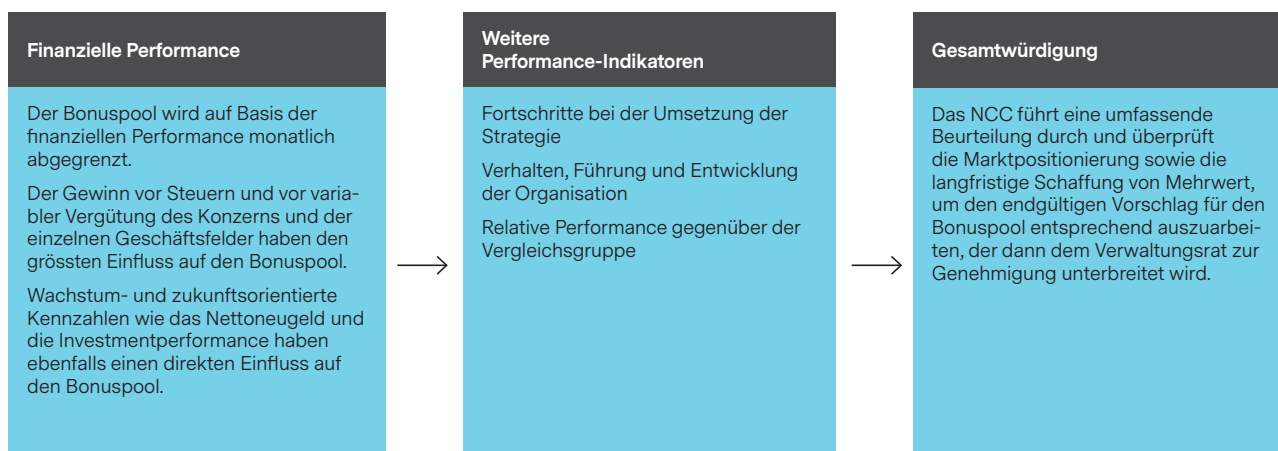 Finanzielle Performance
Der Bonuspool wird auf Basis der
finanziellen Performance monatlich
abgegrenzt.
Der Gewinn vor Steuern und vor varia-
bler Vergütung des Konzerns und der
einzelnen Geschäftsfelder haben den
grössten Einfluss auf den Bonuspool.
Wachstum- und zukunftsorientierte
Kennzahlen wie das Nettoneugeld und
die Investmentperformance haben
ebenfalls einen direkten Einfluss auf
den Bonuspool.
Weitere
Performance-Indikatoren
Fortschritte bei der Umsetzung der
Strategie
Verhalten, Führung und Entwicklung
der Organisation
Relative Performance gegenüber der
Vergleichsgruppe
Gesamtwürdigung
Das NCC führt eine umfassende
Beurteilung durch und überprüft
die Marktpositionierung sowie die
langfristige Schaffung von Mehrwert,
um den endgültigen Vorschlag für den
Bonuspool entsprechend auszuarbei-
ten, der dann dem Verwaltungsrat zur
Genehmigung unterbreitet wird.